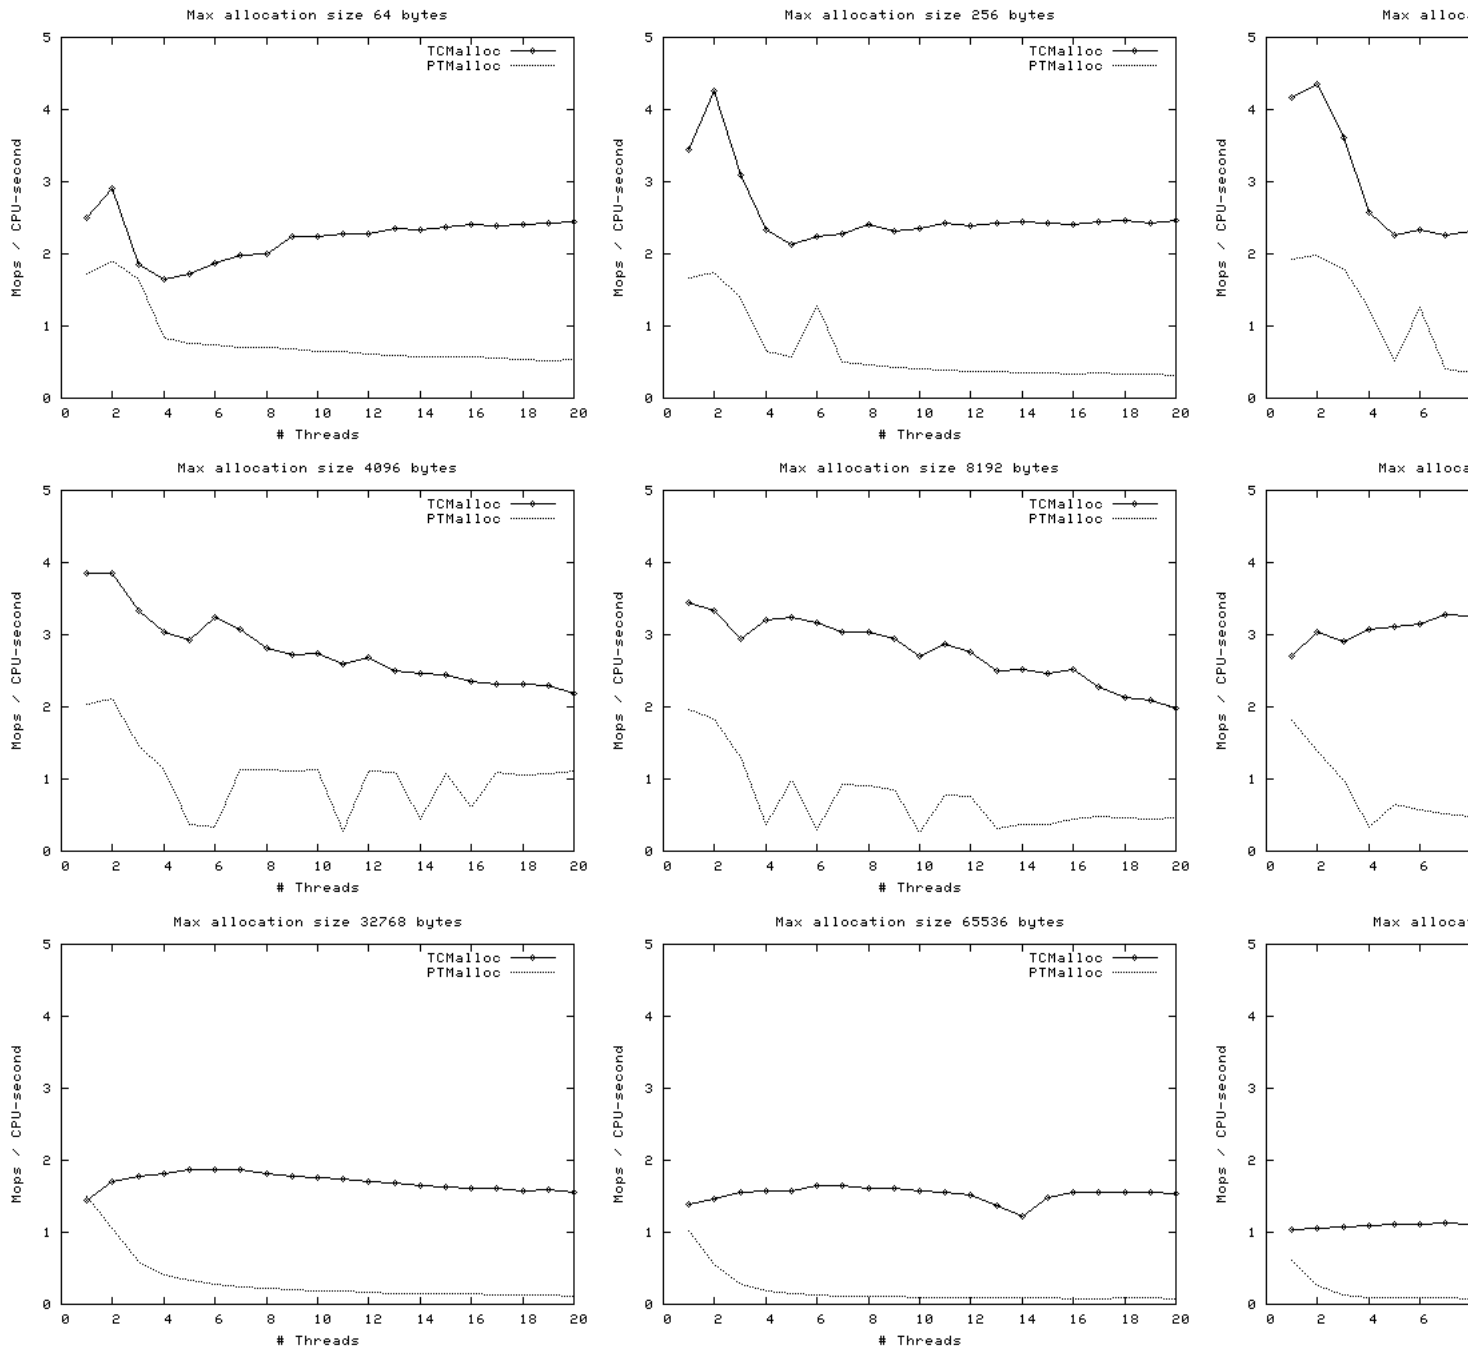 Max allocation size 64 bytes
5
4
3
2
1
0
Mops / CPU-second
TCMalloc
PTMalloc
0 2 4 6 8 10 12 14 16 18 20
# Threads
Max allocation size 256 bytes
5
4
3
2
1
0
Mops / CPU-second
TCMalloc
PTMalloc
0 2 4 6 8 10 12 14 16 18 20
# Threads
Max alloc
5
4
3
2
1
0
Mops / CPU-second
0 2 4 6
Max allocation size 4096 bytes
5
4
3
2
1
0
Mops / CPU-second
TCMalloc
PTMalloc
0 2 4 6 8 10 12 14 16 18 20
# Threads
Max allocation size 8192 bytes
5
4
3
2
1
0
Mops / CPU-second
TCMalloc
PTMalloc
0 2 4 6 8 10 12 14 16 18 20
# Threads
Max alloca
5
4
3
2
1
0
Mops / CPU-second
0 2 4 6
Max allocation size 32768 bytes
5
4
3
2
1
0
Mops / CPU-second
TCMalloc
PTMalloc
0 2 4 6 8 10 12 14 16 18 20
# Threads
Max allocation size 65536 bytes
5
4
3
2
1
0
Mops / CPU-second
TCMalloc
PTMalloc
0 2 4 6 8 10 12 14 16 18 20
# Threads
Max allocat
5
4
3
2
1
0
Mops / CPU-second
0 2 4 6